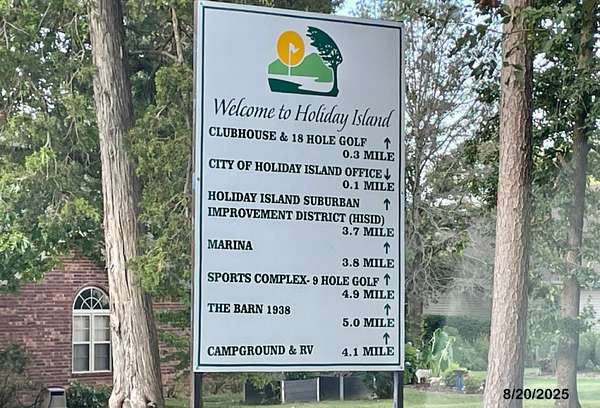 Welcome to Holiday Island
CLUBHOUSE & 18 HOLE GOLF ↑
0.3 MILE
CITY OF HOLIDAY ISLAND OFFICE ↓
0.1 MILE
HOLIDAY ISLAND SUBURBAN ↑
IMPROVEMENT DISTRICT (HISID)
3.7 MILE
MARINA ↑
3.8 MILE
SPORTS COMPLEX- 9 HOLE GOLF ↑
4.9 MILE
THE BARN 1938 ↑
5.0 MILE
↑
CAMPGROUND & RV 4.1 MILE
8/20/2025